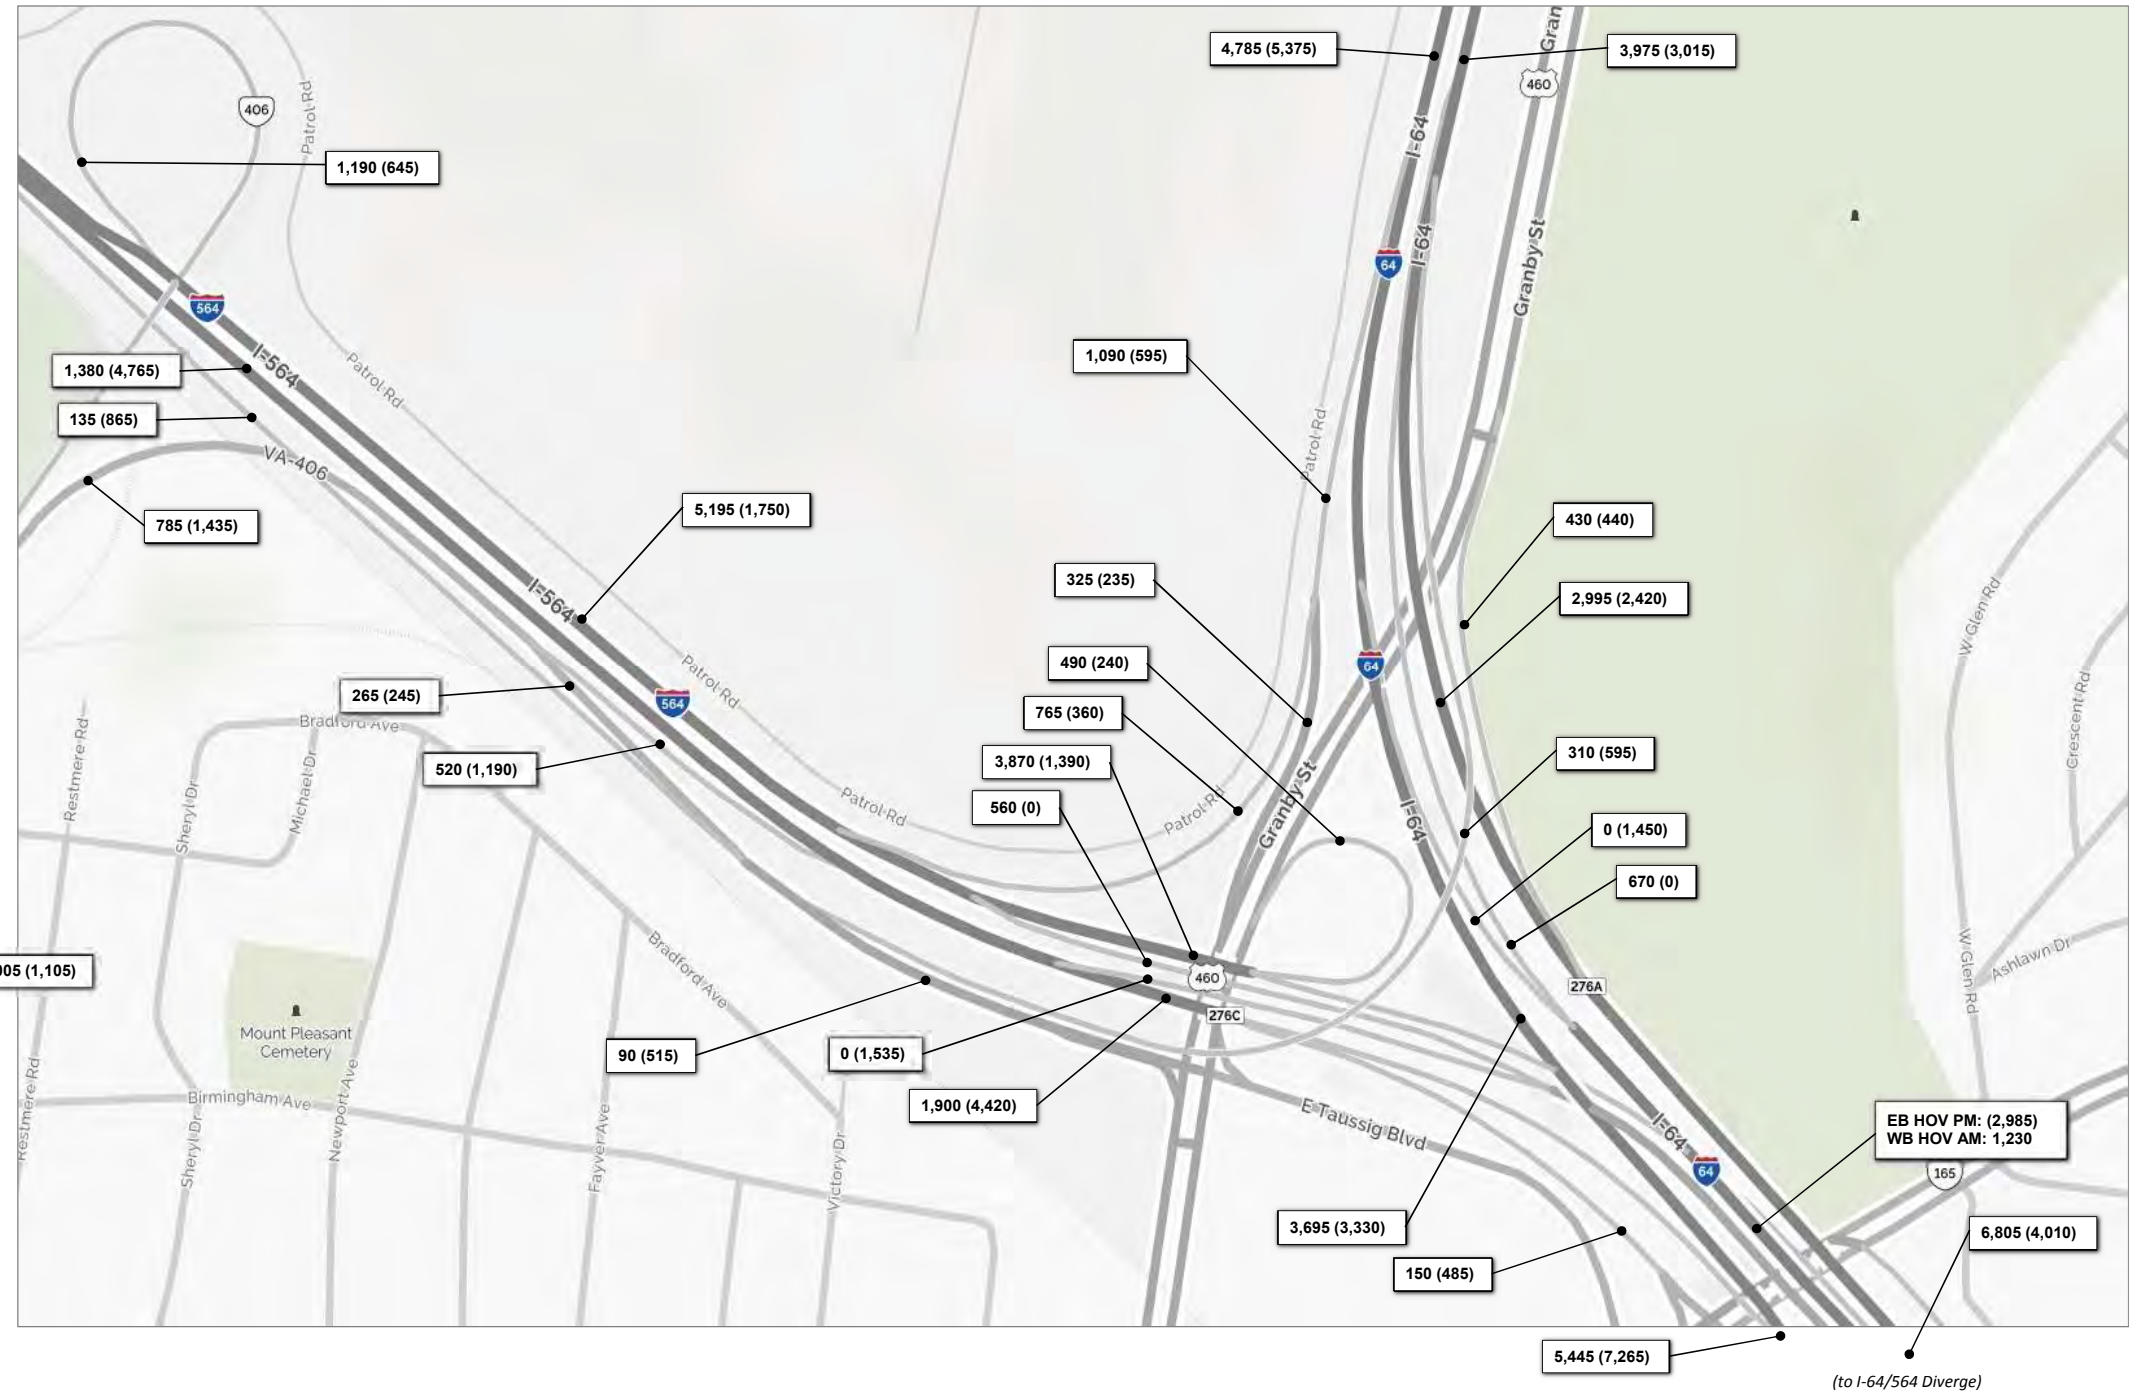 4,785 (5,375)
3,975 (3,015)
Gran
460
406
Patrol Rd
I-64
1,190 (645)
I-64
64
Granby St
564
I-564
1,380 (4,765)
Patrol Rd
1,090 (595)
135 (865)
Patrol Rd
VA-406
785 (1,435)
5,195 (1,750)
430 (440)
I-564
325 (235)
2,995 (2,420)
W Glen Rd
490 (240)
64
Patrol Rd
265 (245)
564
Bradford Ave
765 (360)
Crescent Rd
Restmere Rd
Michael Dr
520 (1,190)
3,870 (1,390)
310 (595)
Sheryl Dr
Patrol Rd
560 (0)
Patrol Rd
Granby St
I-64
0 (1,450)
670 (0)
Bradford Ave
W Glen Rd
Ashlawn Dr
005 (1,105)
460
276A
276C
Mount Pleasant
Cemetery
90 (515)
0 (1,535)
1,900 (4,420)
Restmere Rd
Birmingham Ave
Newport Ave
Sheryl Dr
Fayver Ave
Victory Dr
E Taussig Blvd
I-64
64
EB HOV PM: (2,985)
WB HOV AM: 1,230
165
3,695 (3,330)
6,805 (4,010)
150 (485)
5,445 (7,265)
(to I-64/564 Diverge)